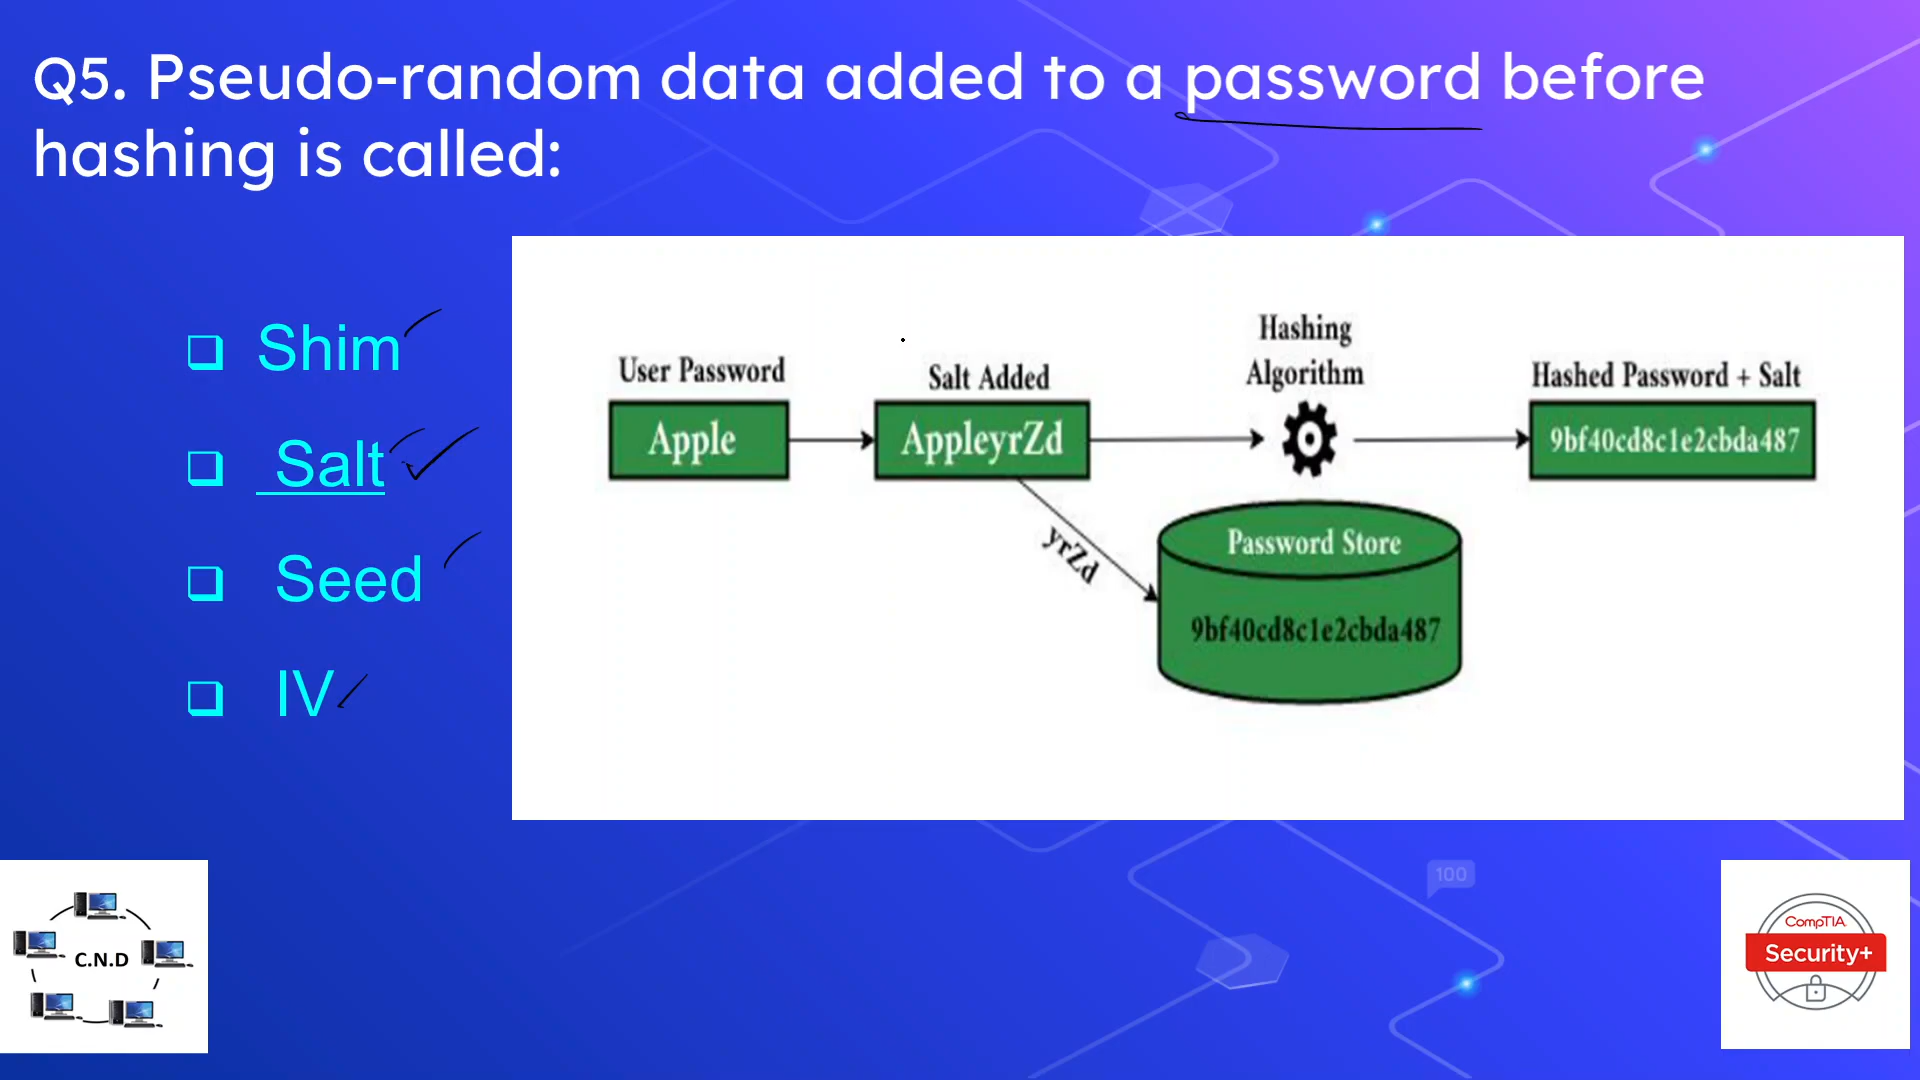 Q5. Pseudo-random data added to a password before
hashing is called:
Shim
Salt
Seed
IV
User Password
Apple
Salt Added
AppleyrZd
Hashing
Algorithm
Hashed Password + Salt
9bf40cd8c1e2cbda487
yrZd
Password Store
9bf40cd8c1e2cbda487
100
C.N.D
CompTIA
Security+